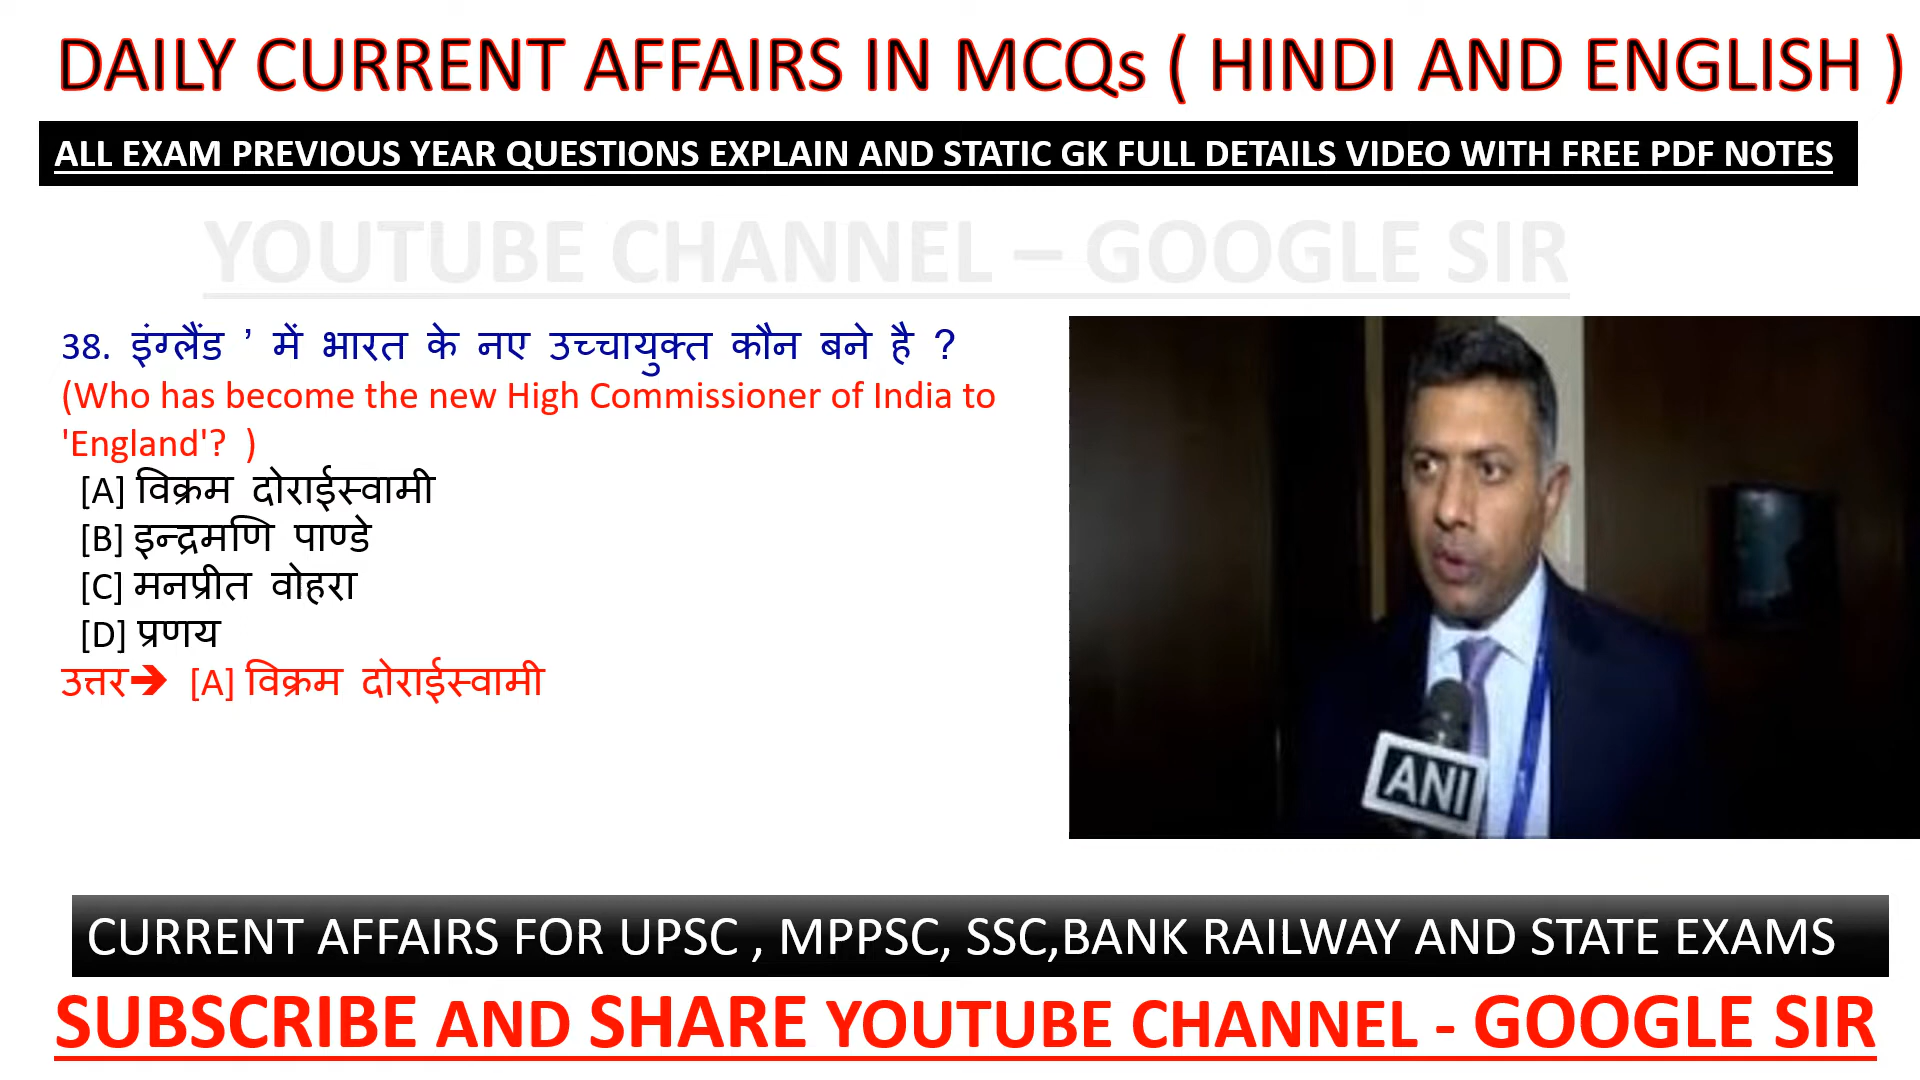 DAILY CURRENT AFFAIRS IN MCQs ( HINDI AND ENGLISH )
ALL EXAM PREVIOUS YEAR QUESTIONS EXPLAIN AND STATIC GK FULL DETAILS VIDEO WITH FREE PDF NOTES
YOUTUBE CHANNEL – GOOGLE SIR
38. इंग्लैंड ’ में भारत के नए उच्चायुक्त कौन बने है ?
(Who has become the new High Commissioner of India to
'England'? )
[A] विक्रम दोराईस्वामी
[B] इन्द्रमणि पाण्डे
[C] मनप्रीत वोहरा
[D] प्रणय
उत्तर➔ [A] विक्रम दोराईस्वामी
ANI
CURRENT AFFAIRS FOR UPSC , MPPSC, SSC,BANK RAILWAY AND STATE EXAMS
SUBSCRIBE AND SHARE YOUTUBE CHANNEL - GOOGLE SIR